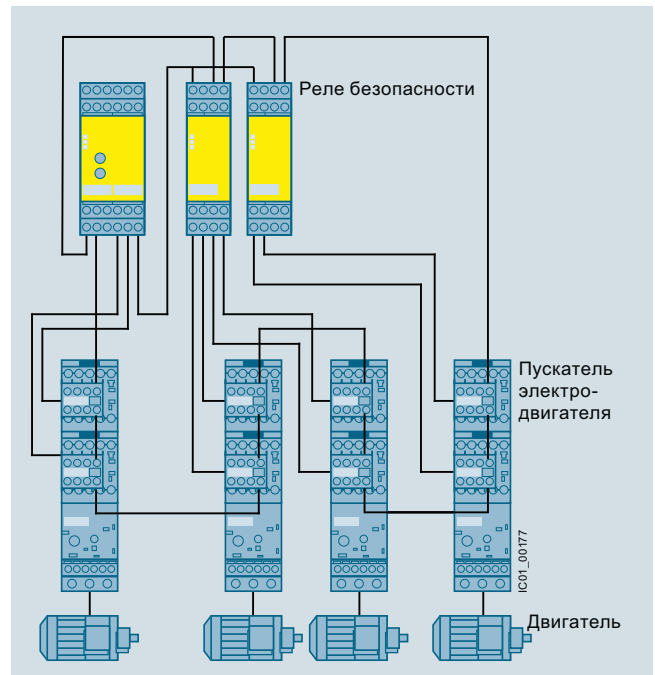 Реле безопасности
Пускатель
электро-
двигателя
IC01_00177
Двигатель